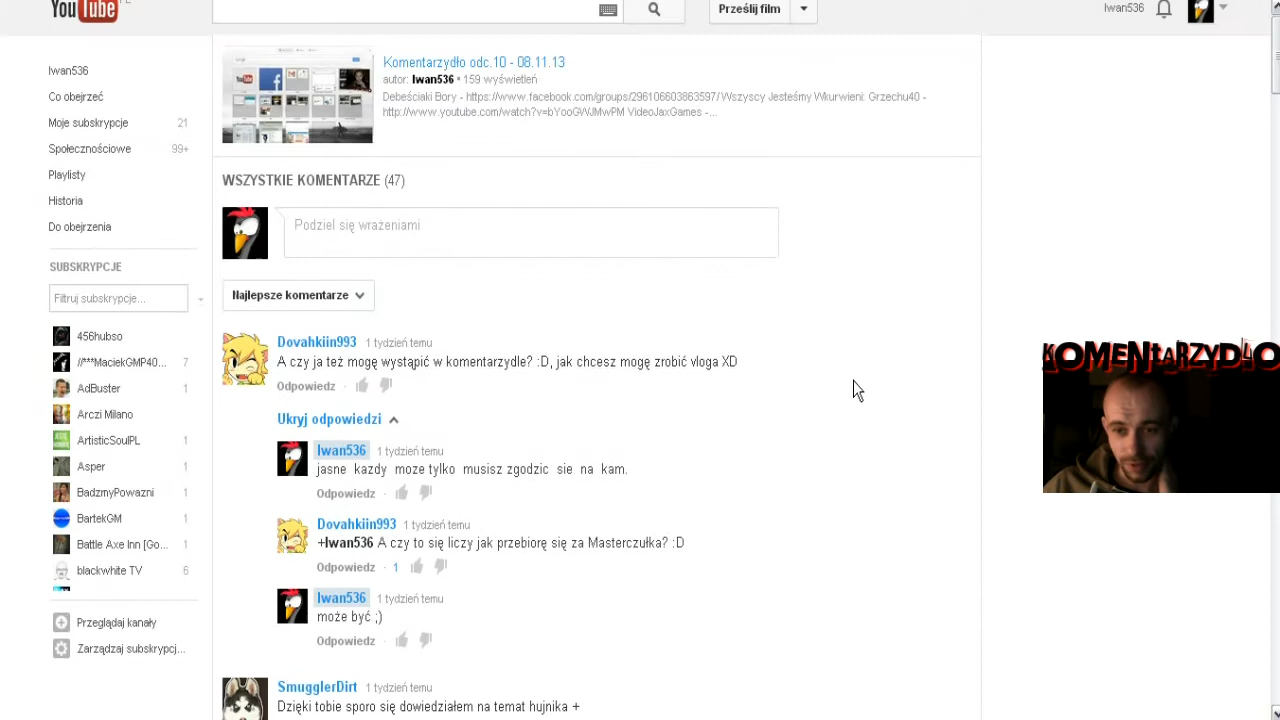 YouTube
Prześlij film
Iwan536
Iwan536
Co obejrzeć
Moje subskrypcje 21
Społecznościowe 99+
Playlisty
Historia
Do obejrzenia
SUBSKRYPCJE
Filtruj subskrypcje...
456hubso
//***MaciekGMP40... 7
AdBuster 1
Arczi Milano
ArtisticSoulPL 1
Asper 1
BadzmyPowazni 1
BartekGM 1
Battle Axe Inn [Go... 1
blackwhite TV 6
Przeglądaj kanały
Zarządzaj subskrypcj...
Komentarzydło odc.10 - 08.11.13
autor: Iwan536 • 159 wyświetleń
Debeściaki Bory - https://www.facebook.com/groups/296106603863597/ Wszyscy Jesteśmy Wkurwieni: Grzechu40 -
http://www.youtube.com/watch?v=bYooGWJMwPM VideoJaxGames -...
WSZYSTKIE KOMENTARZE (47)
Podziel się wrażeniami
Najlepsze komentarze
Dovahkiin993 1 tydzień temu
A czy ja też mogę wystąpić w komentarzydle? :D, jak chcesz mogę zrobić vloga XD
Odpowiedz ·
Ukryj odpowiedzi
Iwan536 1 tydzień temu
jasne kazdy moze tylko musisz zgodzic sie na kam.
Odpowiedz ·
Dovahkiin993 1 tydzień temu
+Iwan536 A czy to się liczy jak przebiorę się za Masterczułka? :D
Odpowiedz · 1
Iwan536 1 tydzień temu
może być ;)
Odpowiedz ·
SmugglerDirt 1 tydzień temu
Dzięki tobie sporo się dowiedziałem na temat hujnika +
KOMENTARZYDŁO